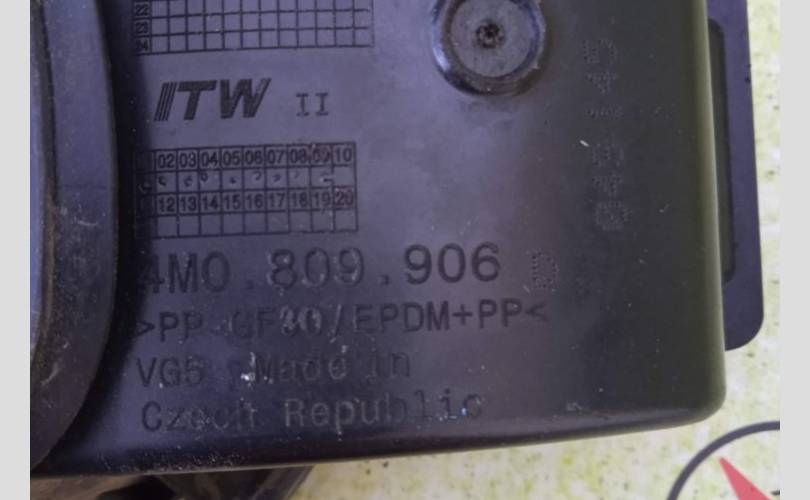 ITW II
02 03 04 05 06 07 08 09 10
12 13 14 15 16 17 18 19 20
4M0.809.906 D
>PP GF30/EPDM+PP<
VG5 Made in
Czech Republic